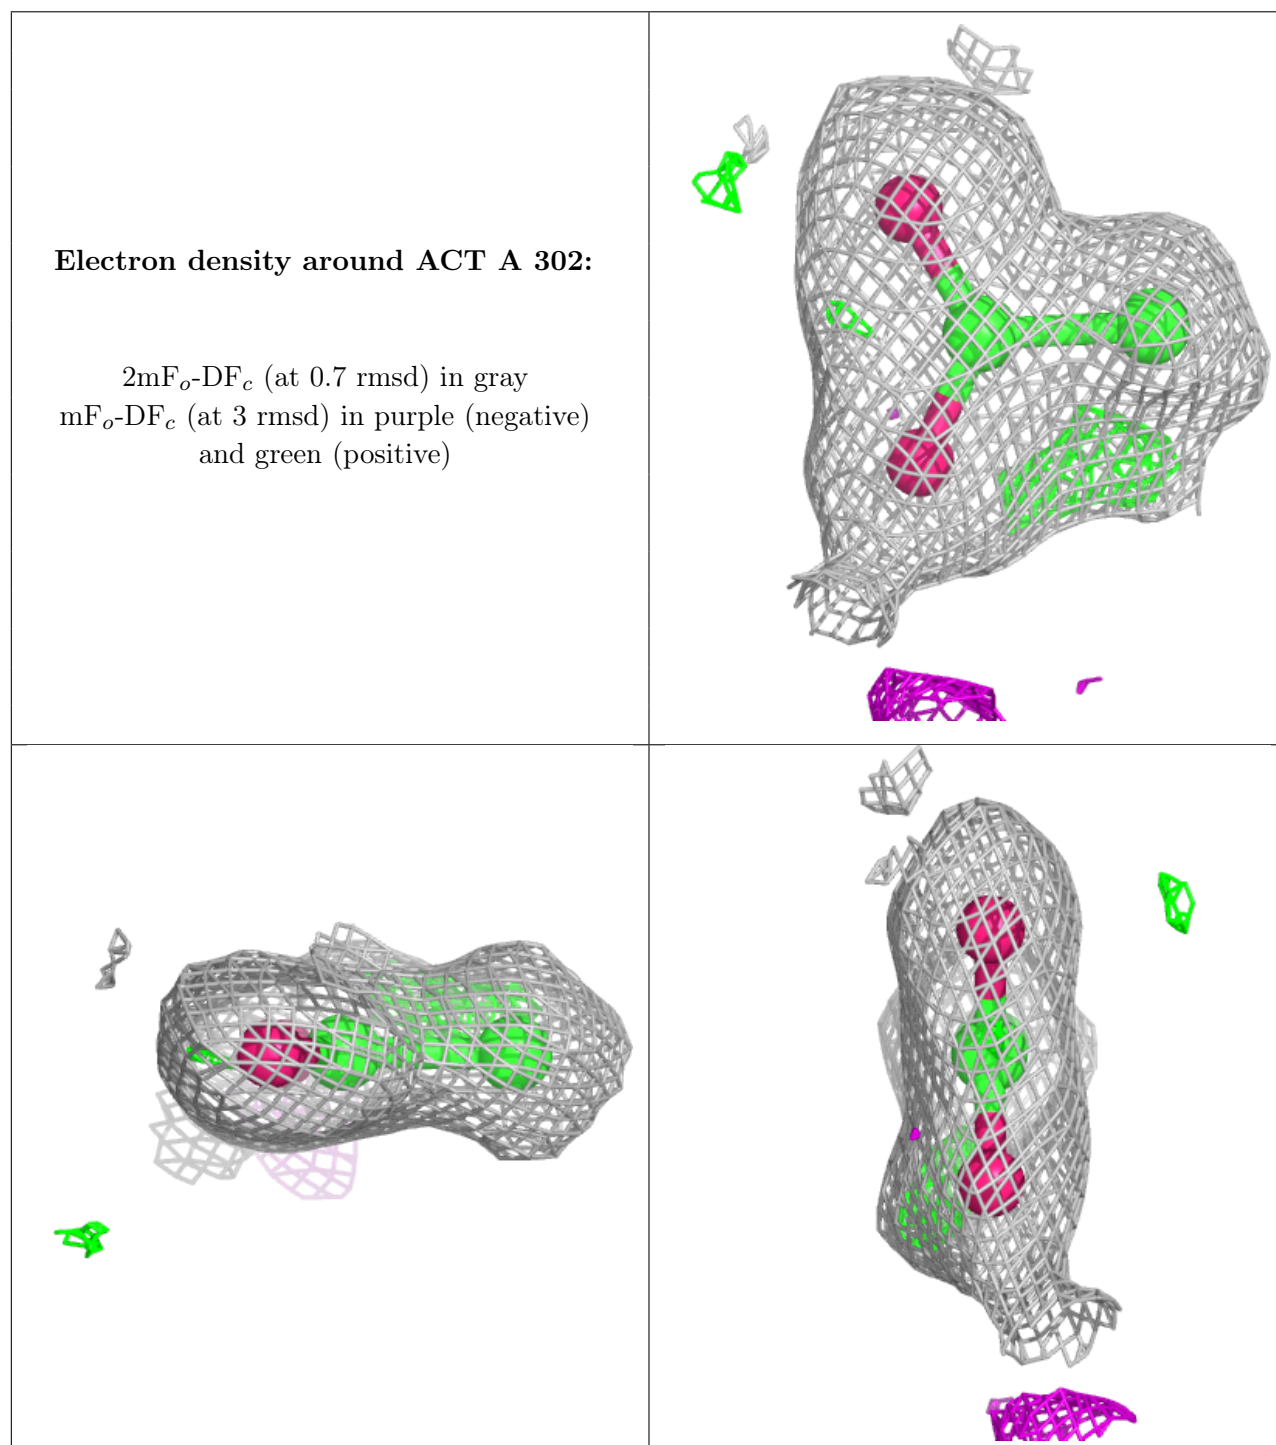 Electron density around ACT A 302:
2mFo-DFc (at 0.7 rmsd) in gray
mFo-DFc (at 3 rmsd) in purple (negative)
and green (positive)